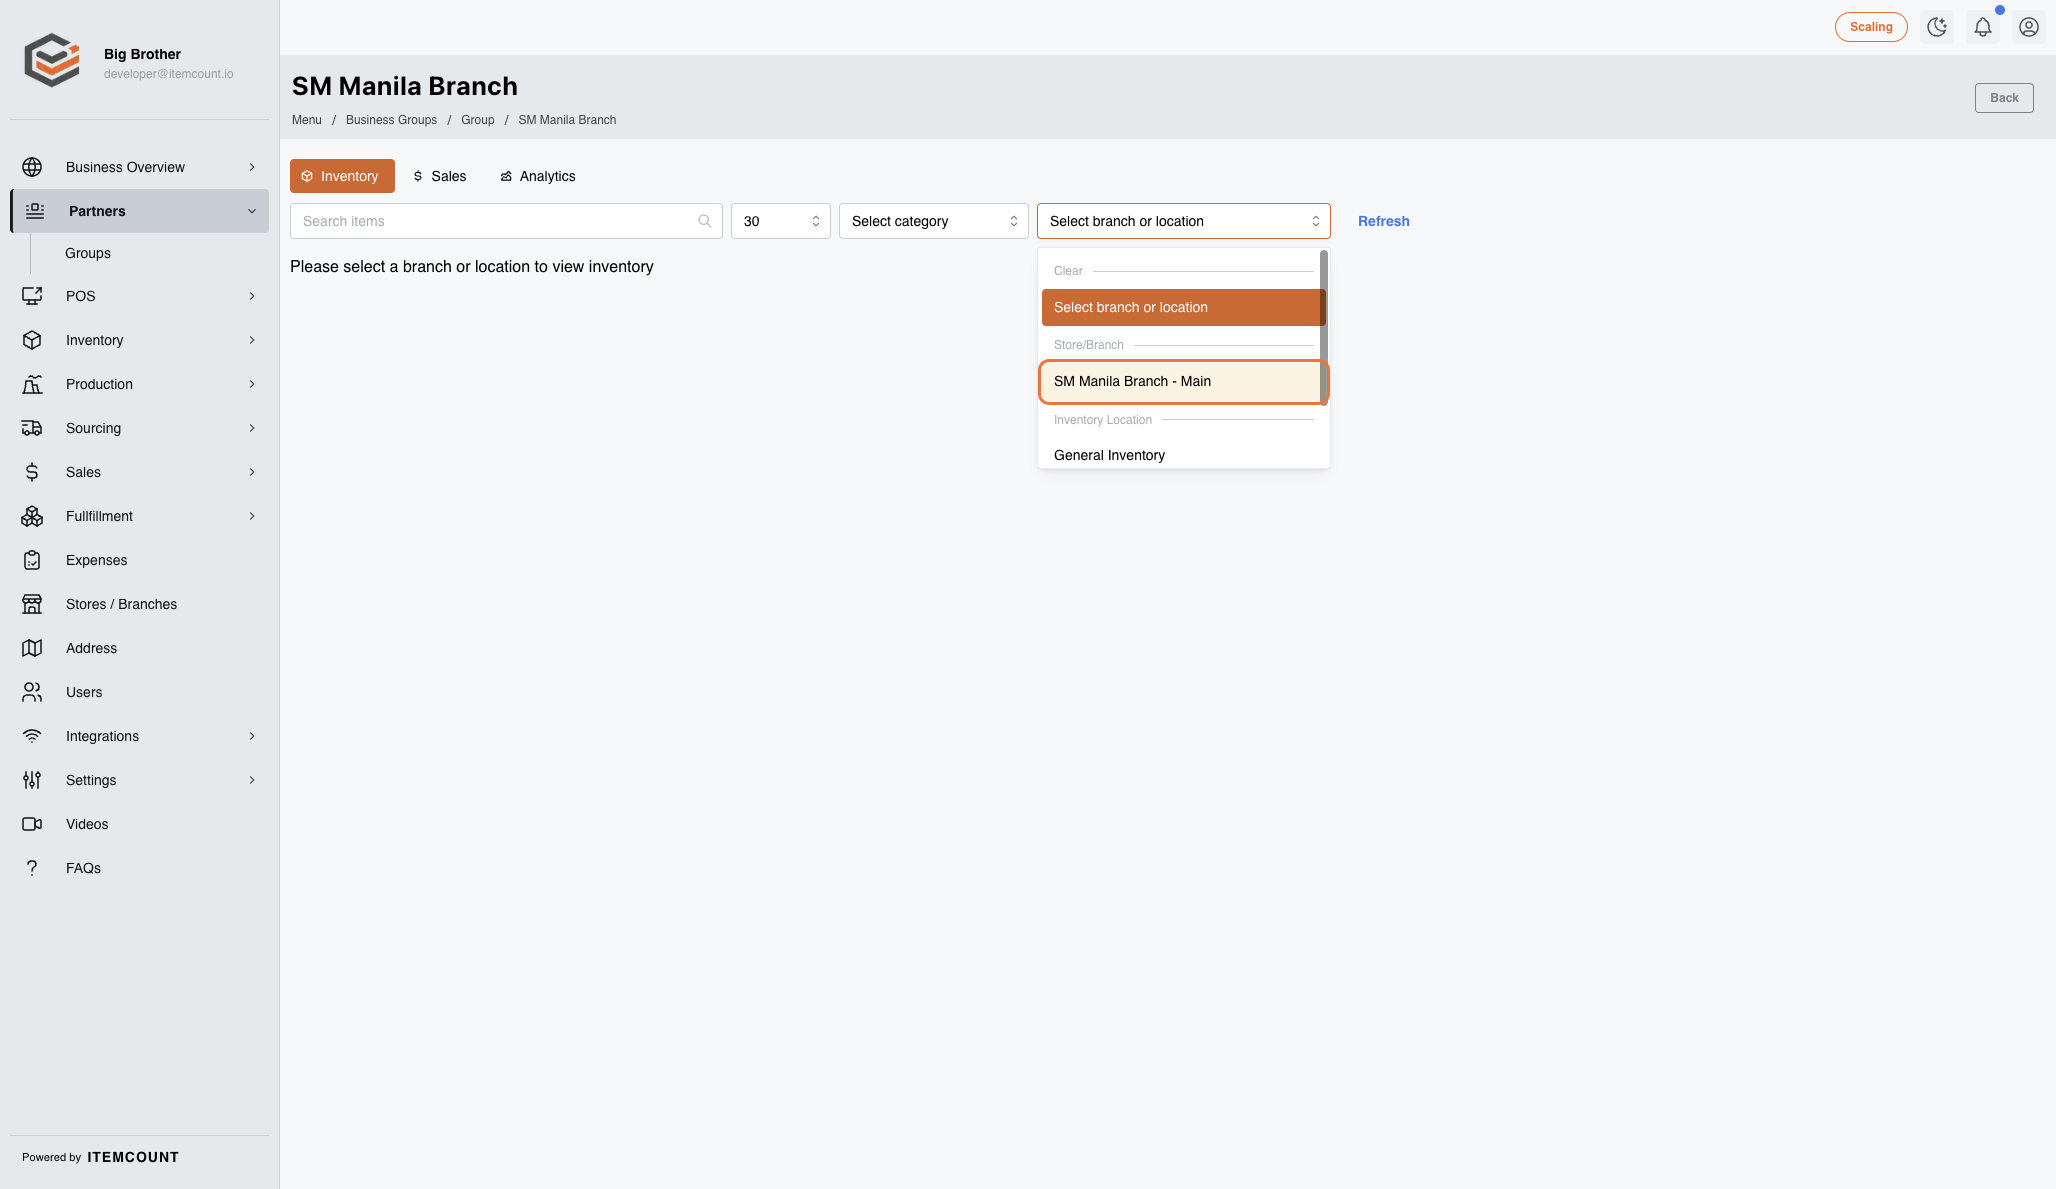 Big Brother
developer@itemcount.io
Business Overview
Partners
Groups
POS
Inventory
Production
Sourcing
Sales
Fullfillment
Expenses
Stores / Branches
Address
Users
Integrations
Settings
Videos
FAQs
Powered by ITEMCOUNT
Scaling
SM Manila Branch
Menu / Business Groups / Group / SM Manila Branch
Back
Inventory Sales Analytics
Search items 30 Select category Select branch or location Refresh
Please select a branch or location to view inventory
Clear
Select branch or location
Store/Branch
SM Manila Branch - Main
Inventory Location
General Inventory